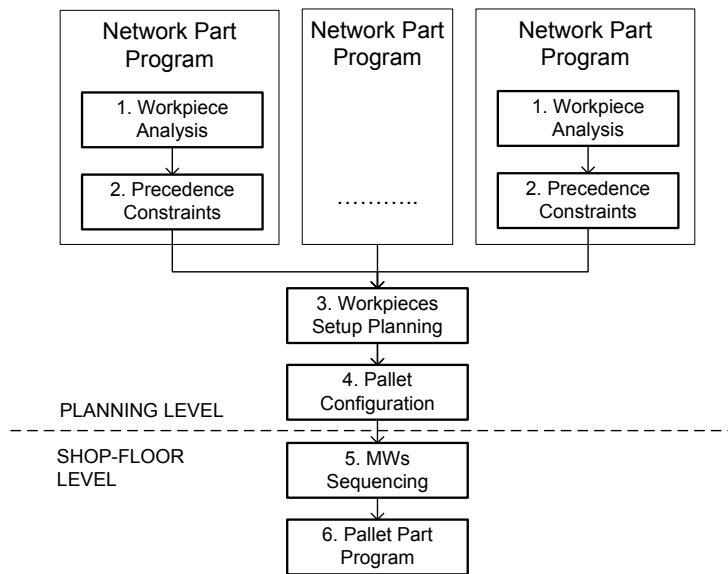 Network Part
Program
1. Workpiece
Analysis
2. Precedence
Constraints
Network Part
Program
………..
Network Part
Program
1. Workpiece
Analysis
2. Precedence
Constraints
3. Workpieces
Setup Planning
4. Pallet
Configuration
PLANNING LEVEL
SHOP-FLOOR
LEVEL
5. MWs
Sequencing
6. Pallet Part
Program